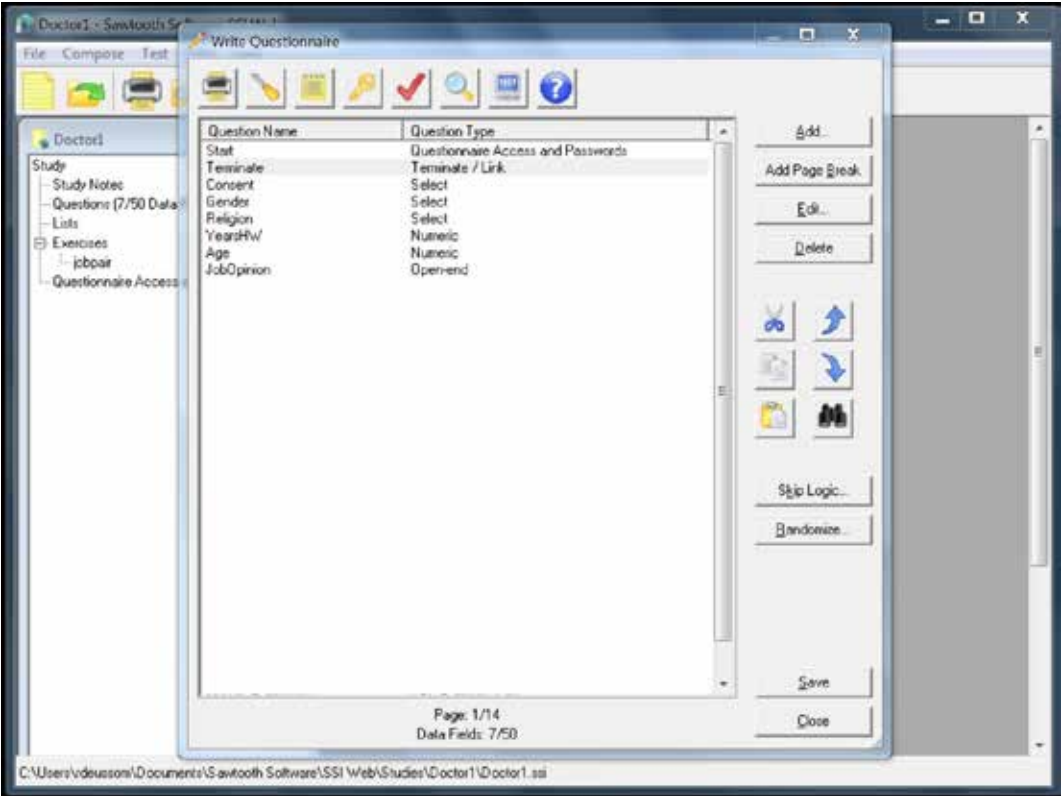 Doctor1 - Sawtooth
Write Questionnaire
File Compose Test
Doctor1
Study
Study Notes
Questions (7/50 Data
Lists
Exercises
jobpair
Questionnaire Access
Question Name Question Type
Start Questionnaire Access and Passwords
Terminate Terminate / Link
Consent Select
Gender Select
Religion Select
YearsHW Numeric
Age Numeric
JobOpinion Open-end
Add...
Add Page Break
Edit...
Delete
Skip Logic...
Randomize...
Save
Close
Page: 1/14
Data Fields: 7/50
C:\Users\vdeussom\Documents\Sawtooth Software\SSI Web\Studies\Doctor1\Doctor1.ssi